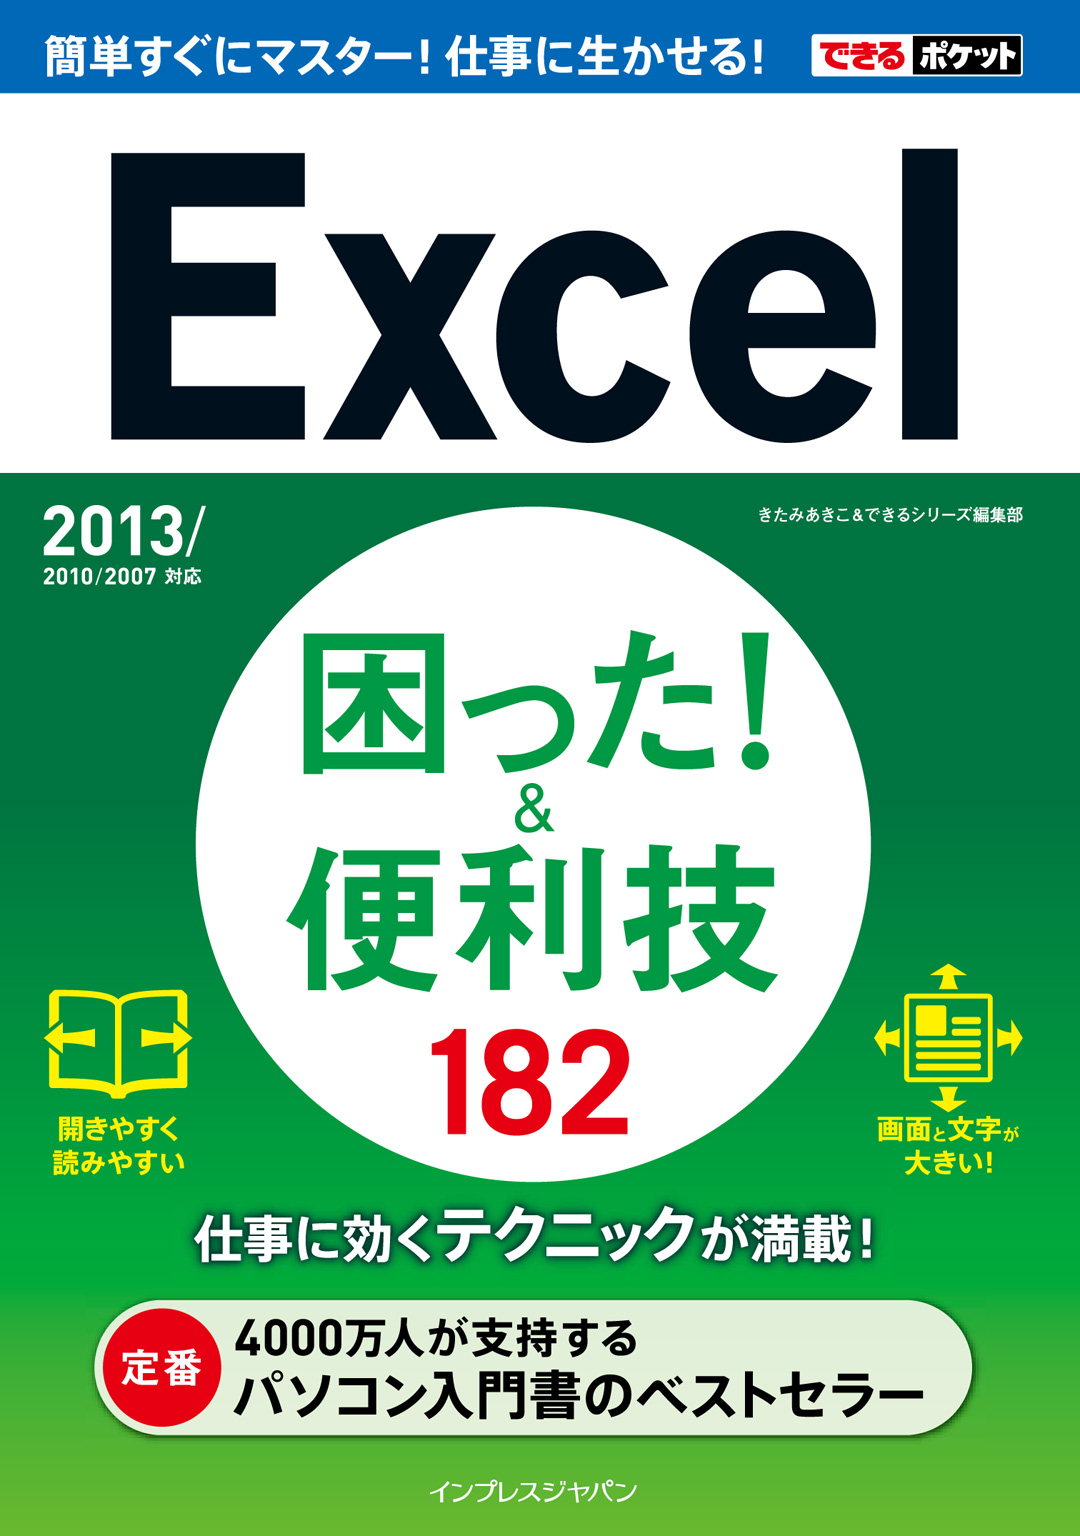 簡単すぐにマスター！仕事に生かせる！
できるポケット
Excel
2013/
2010/2007 対応
きたみあきこ&できるシリーズ編集部
困った！
&
便利技
182
開きやすく
読みやすい
画面と文字が
大きい！
仕事に効くテクニックが満載！
定番
4000万人が支持する
パソコン入門書のベストセラー
インプレスジャパン